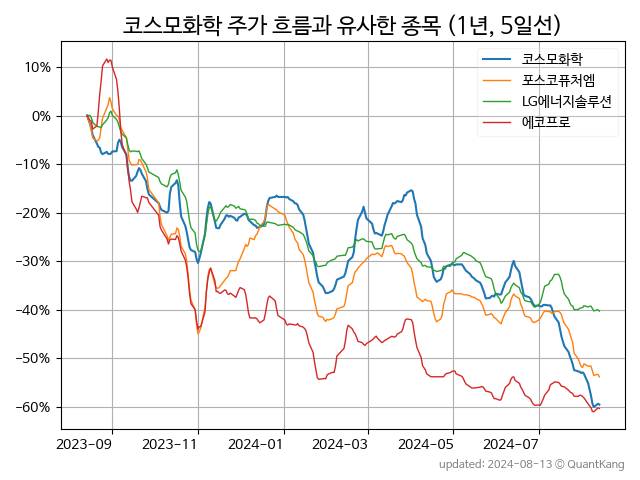 코스모화학 주가 흐름과 유사한 종목 (1년, 5일선)
코스모화학
포스코퓨처엠
LG에너지솔루션
에코프로
10%
0%
−10%
−20%
−30%
−40%
−50%
−60%
2023−09
2023−11
2024−01
2024−03
2024−05
2024−07
updated: 2024−08−13 © QuantKang